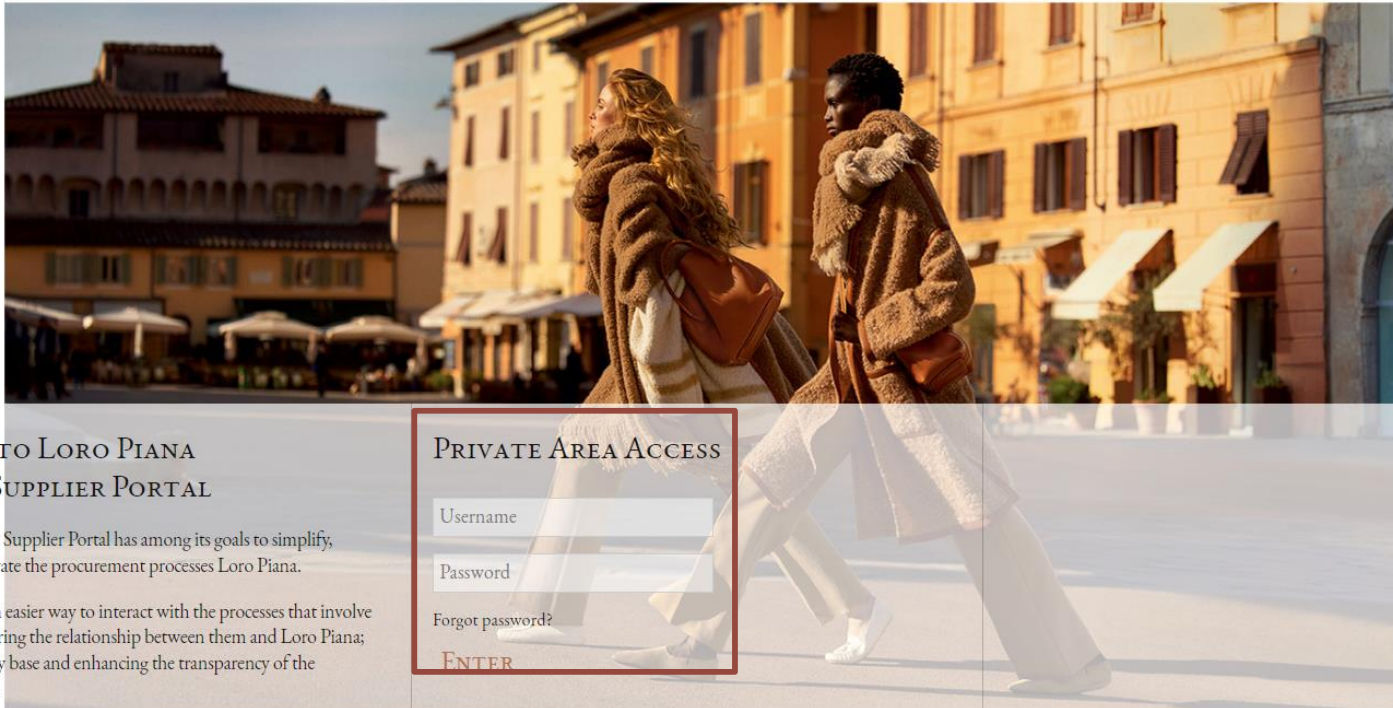 TO LORO PIANA
SUPPLIER PORTAL
Supplier Portal has among its goals to simplify,
the procurement processes Loro Piana.
easier way to interact with the processes that involve
the relationship between them and Loro Piana;
base and enhancing the transparency of the
PRIVATE AREA ACCESS
Username
Password
Forgot password?
ENTER